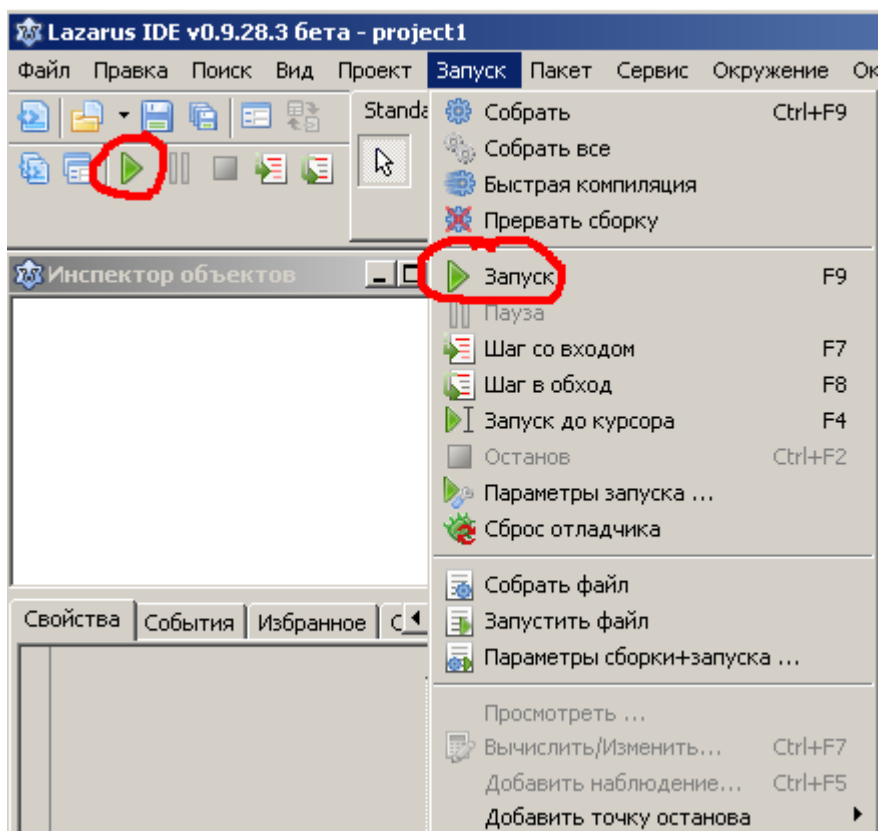 Lazarus IDE v0.9.28.3 бета - project1
Файл Правка Поиск Вид Проект Запуск Пакет Сервис Окружение Ок
Standa
Собрать Ctrl+F9
Собрать все
Быстрая компиляция
Прервать сборку
Инспектор объектов
Запуск F9
Пауза
Шаг со входом F7
Шаг в обход F8
Запуск до курсора F4
Останов Ctrl+F2
Параметры запуска ...
Сброс отладчика
Собрать файл
Свойства События Избранное С
Запустить файл
Параметры сборки+запуска ...
Просмотреть ...
Вычислить/Изменить... Ctrl+F7
Добавить наблюдение... Ctrl+F5
Добавить точку останова